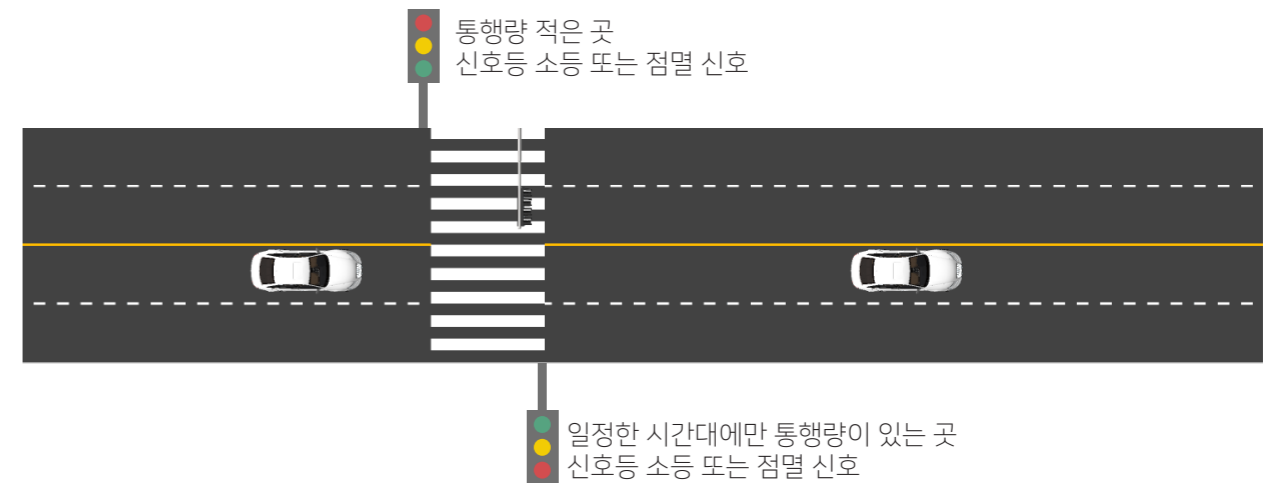 통행량 적은 곳
신호등 소등 또는 점멸 신호
일정한 시간대에만 통행량이 있는 곳
신호등 소등 또는 점멸 신호